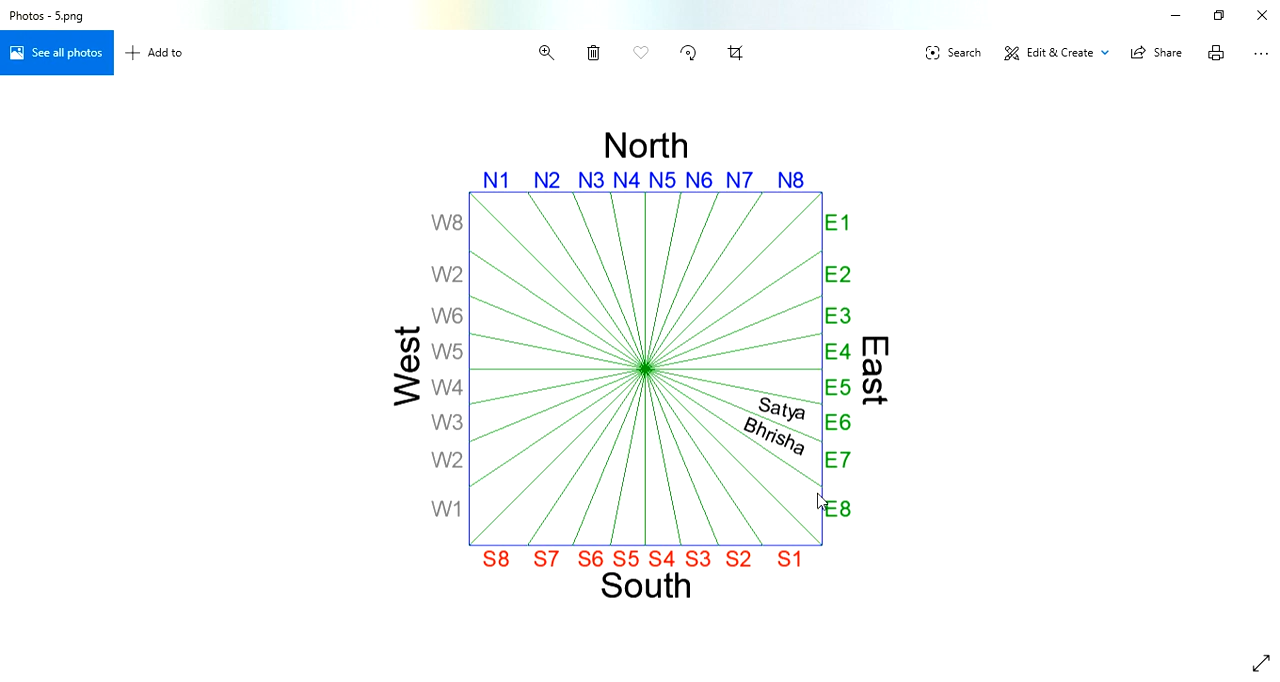 Photos - 5.png
See all photos
Add to
Search
Edit & Create
Share
North
N1 N2 N3 N4 N5 N6 N7 N8
W8
W2
W6
W5
W4
W3
W2
W1
West
E1
E2
E3
E4
E5
E6
E7
E8
East
Satya
Bhrisha
S8 S7 S6 S5 S4 S3 S2 S1
South